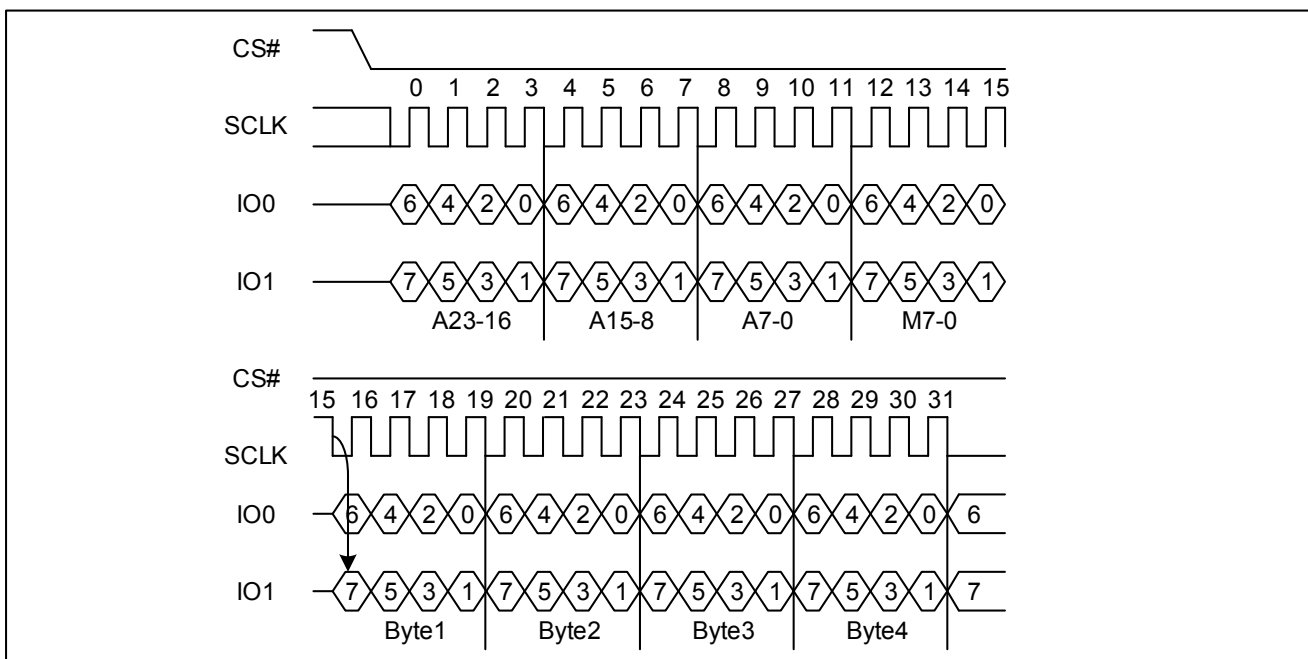 CS#
0 1 2 3 4 5 6 7 8 9 10 11 12 13 14 15
SCLK
IO0 6 4 2 0 6 4 2 0 6 4 2 0 6 4 2 0
IO1 7 5 3 1 7 5 3 1 7 5 3 1 7 5 3 1
A23-16 A15-8 A7-0 M7-0
CS#
15 16 17 18 19 20 21 22 23 24 25 26 27 28 29 30 31
SCLK
IO0 6 4 2 0 6 4 2 0 6 4 2 0 6 4 2 0 6
IO1 7 5 3 1 7 5 3 1 7 5 3 1 7 5 3 1 7
Byte1 Byte2 Byte3 Byte4